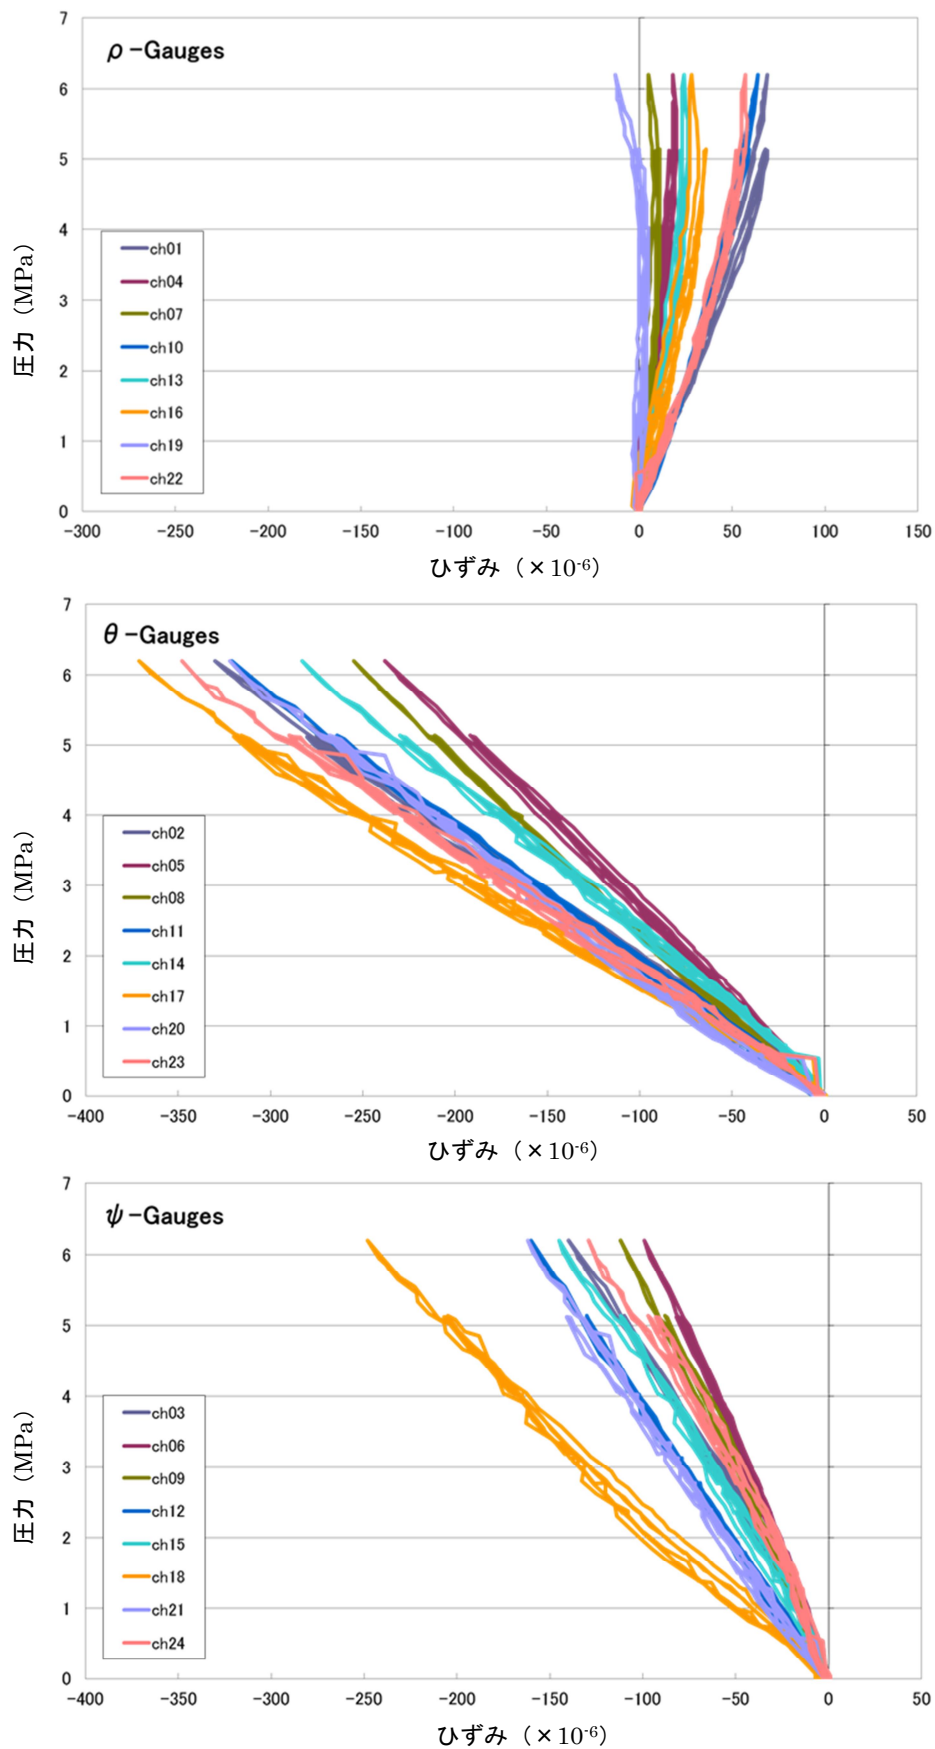 7
ρ -Gauges
6
5
4
3
2
1
0
圧力 (MPa)
ch01
ch04
ch07
ch10
ch13
ch16
ch19
ch22
-300 -250 -200 -150 -100 -50 0 50 100 150
ひずみ (×10-6)
7
θ -Gauges
6
5
4
3
2
1
0
圧力 (MPa)
ch02
ch05
ch08
ch11
ch14
ch17
ch20
ch23
-400 -350 -300 -250 -200 -150 -100 -50 0 50
ひずみ (×10-6)
7
ψ -Gauges
6
5
4
3
2
1
0
圧力 (MPa)
ch03
ch06
ch09
ch12
ch15
ch18
ch21
ch24
-400 -350 -300 -250 -200 -150 -100 -50 0 50
ひずみ (×10-6)